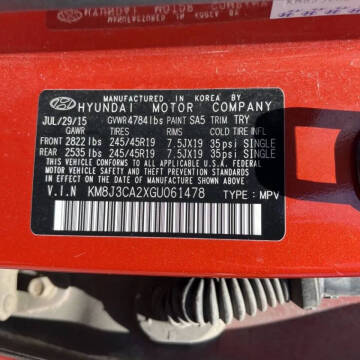 MANUFACTURED IN KOREA BY
HYUNDAI MOTOR COMPANY
JUL/29/15 GVWR4784lbs PAINT SA5 TRIM TRY
GAWR TIRES RIMS COLD TIRE INFL
FRONT 2822 lbs 245/45R19 7.5JX19 35psi SINGLE
REAR 2535 lbs 245/45R19 7.5JX19 35psi SINGLE
THIS VEHICLE CONFORMS TO ALL APPLICABLE
FEDERAL MOTOR VEHICLE SAFETY AND THEFT
PREVENTION STANDARDS IN EFFECT ON THE DATE
OF MANUFACTURE SHOWN ABOVE.
V.I.N KM8J3CA2XGU061478 TYPE:MPV